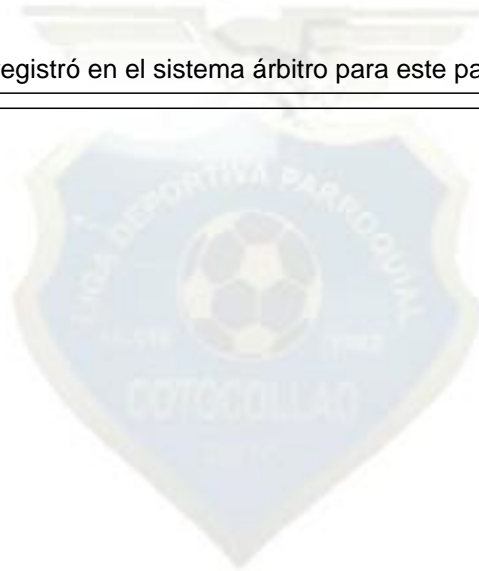 egistró en el sistema árbitro para este pa
LIGA DEPORTIVA PARROQUIAL
COTOCOLLAO